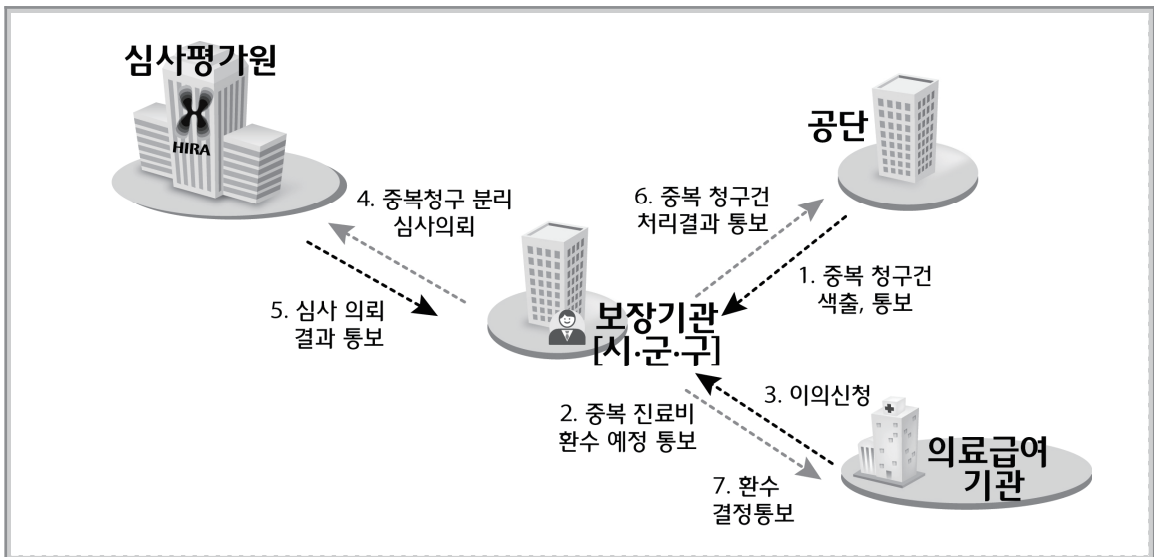 심사평가원
HIRA
공단
4. 중복청구 분리
심사의뢰
6. 중복 청구건
처리결과 통보
1. 중복 청구건
색출, 통보
5. 심사 의뢰
결과 통보
보장기관
[시·군·구]
3. 이의신청
2. 중복 진료비
환수 예정 통보
의료급여
기관
7. 환수
결정통보